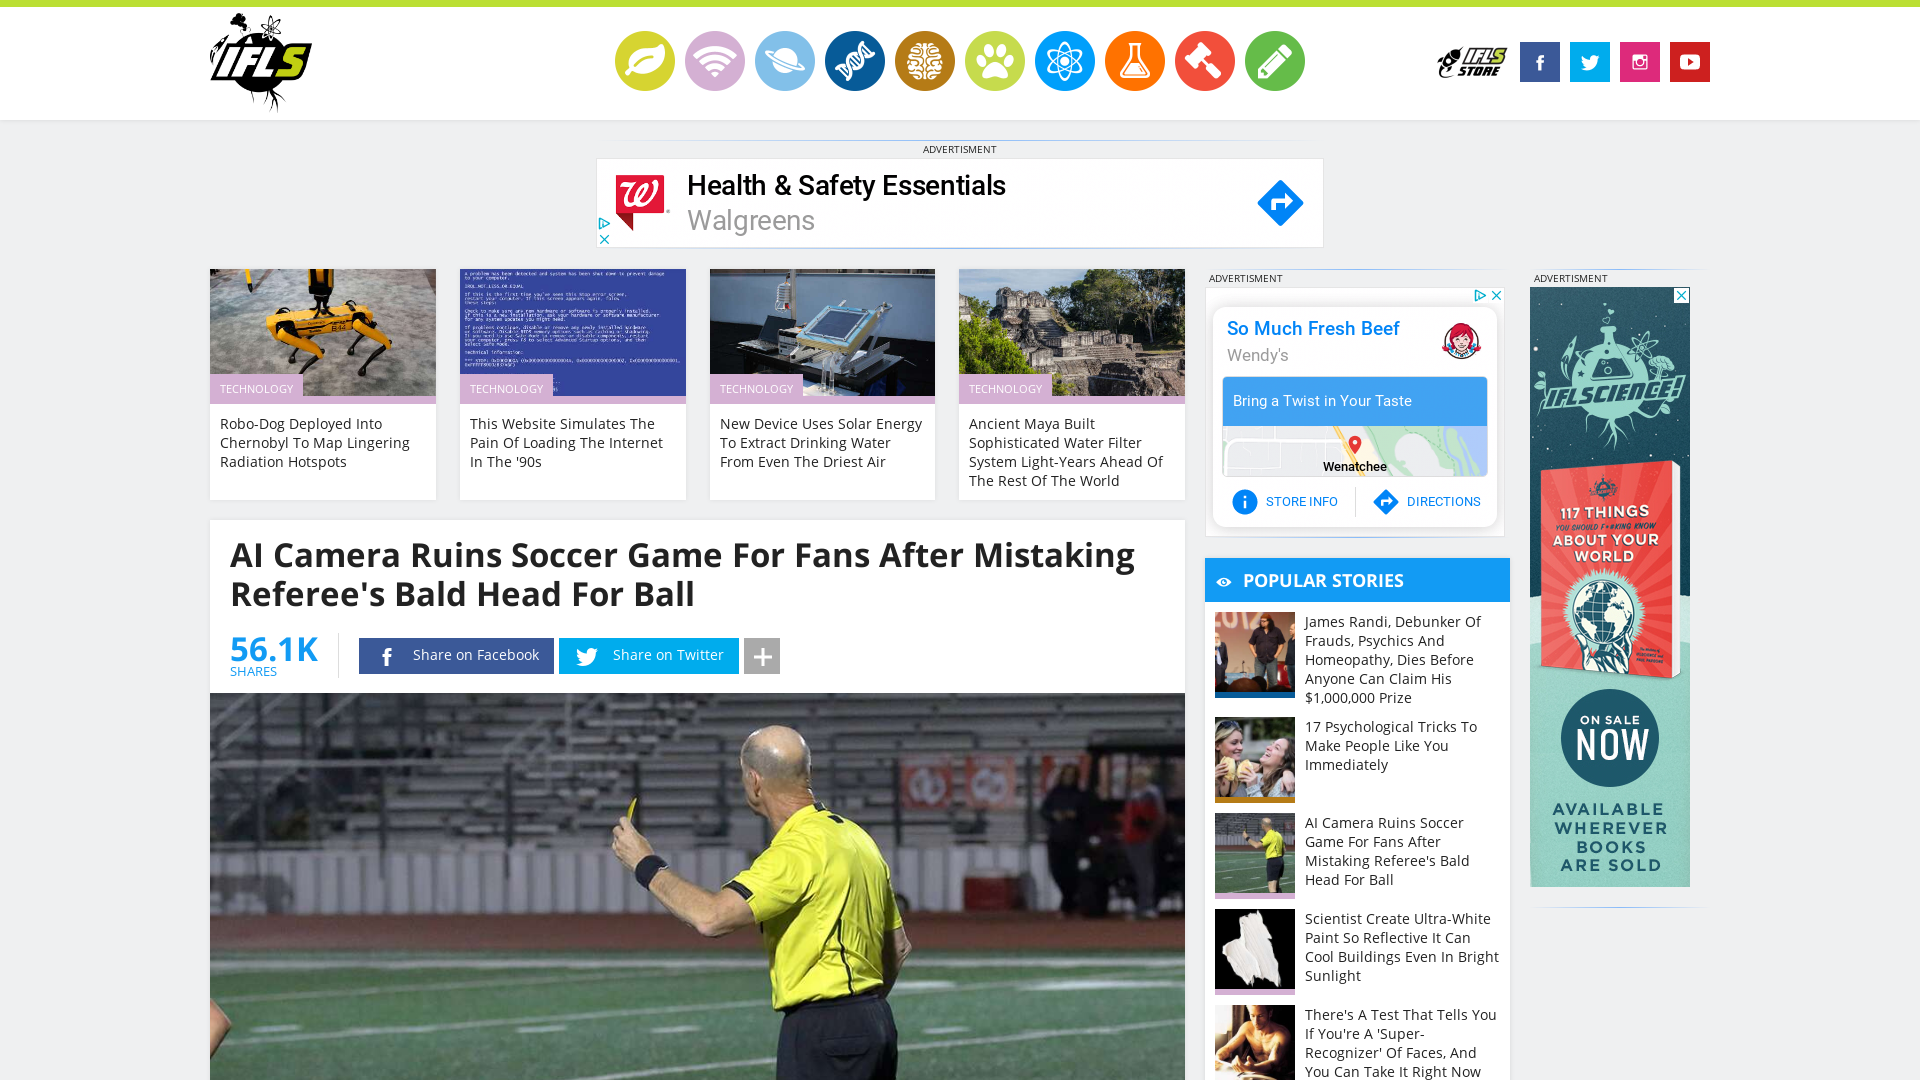 IFLS
IFLS
STORE
ADVERTISMENT
Health & Safety Essentials
Walgreens
TECHNOLOGY
Robo-Dog Deployed Into
Chernobyl To Map Lingering
Radiation Hotspots
TECHNOLOGY
This Website Simulates The
Pain Of Loading The Internet
In The '90s
TECHNOLOGY
New Device Uses Solar Energy
To Extract Drinking Water
From Even The Driest Air
TECHNOLOGY
Ancient Maya Built
Sophisticated Water Filter
System Light-Years Ahead Of
The Rest Of The World
AI Camera Ruins Soccer Game For Fans After Mistaking
Referee's Bald Head For Ball
56.1K
SHARES
Share on Facebook
Share on Twitter
ADVERTISMENT
So Much Fresh Beef
Wendy's
Bring a Twist in Your Taste
Wenatchee
STORE INFO
DIRECTIONS
POPULAR STORIES
James Randi, Debunker Of
Frauds, Psychics And
Homeopathy, Dies Before
Anyone Can Claim His
$1,000,000 Prize
17 Psychological Tricks To
Make People Like You
Immediately
AI Camera Ruins Soccer
Game For Fans After
Mistaking Referee's Bald
Head For Ball
Scientist Create Ultra-White
Paint So Reflective It Can
Cool Buildings Even In Bright
Sunlight
There's A Test That Tells You
If You're A 'Super-
Recognizer' Of Faces, And
You Can Take It Right Now
ADVERTISMENT
IFLSCIENCE!
117 THINGS
YOU SHOULD F*#KING KNOW
ABOUT YOUR
WORLD
ON SALE
NOW
AVAILABLE
WHEREVER
BOOKS
ARE SOLD